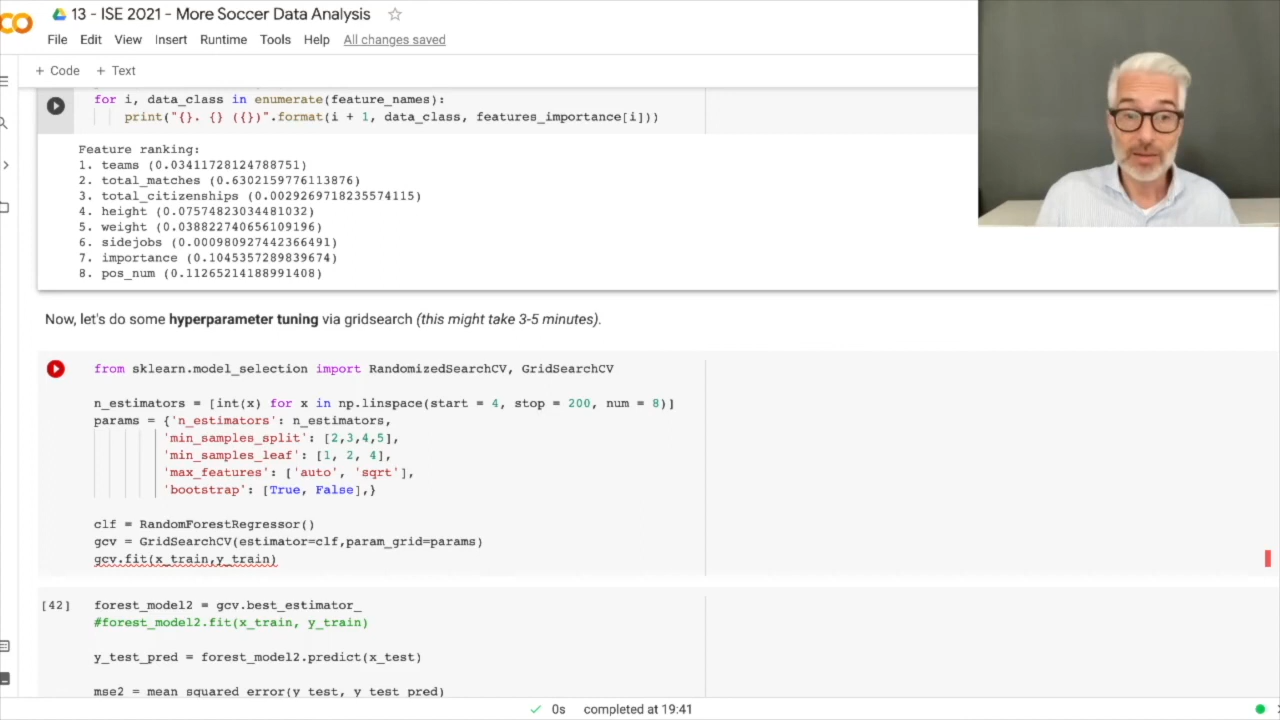 13 - ISE 2021 - More Soccer Data Analysis
File Edit View Insert Runtime Tools Help All changes saved
+ Code + Text
for i, data_class in enumerate(feature_names):
print("{}. {} ({})".format(i + 1, data_class, features_importance[i]))
Feature ranking:
1. teams (0.03411728124788751)
2. total_matches (0.6302159776113876)
3. total_citizenships (0.0029269718235574115)
4. height (0.07574823034481032)
5. weight (0.038822740656109196)
6. sidejobs (0.000980927442366491)
7. importance (0.1045357289839674)
8. pos_num (0.11265214188991408)
Now, let's do some hyperparameter tuning via gridsearch (this might take 3-5 minutes).
from sklearn.model_selection import RandomizedSearchCV, GridSearchCV
n_estimators = [int(x) for x in np.linspace(start = 4, stop = 200, num = 8)]
params = {'n_estimators': n_estimators,
'min_samples_split': [2,3,4,5],
'min_samples_leaf': [1, 2, 4],
'max_features': ['auto', 'sqrt'],
'bootstrap': [True, False],}
clf = RandomForestRegressor()
gcv = GridSearchCV(estimator=clf,param_grid=params)
gcv.fit(x_train,y_train)
[42] forest_model2 = gcv.best_estimator_
#forest_model2.fit(x_train, y_train)
y_test_pred = forest_model2.predict(x_test)
mse2 = mean_squared_error(y_test, y_test_pred)
0s completed at 19:41